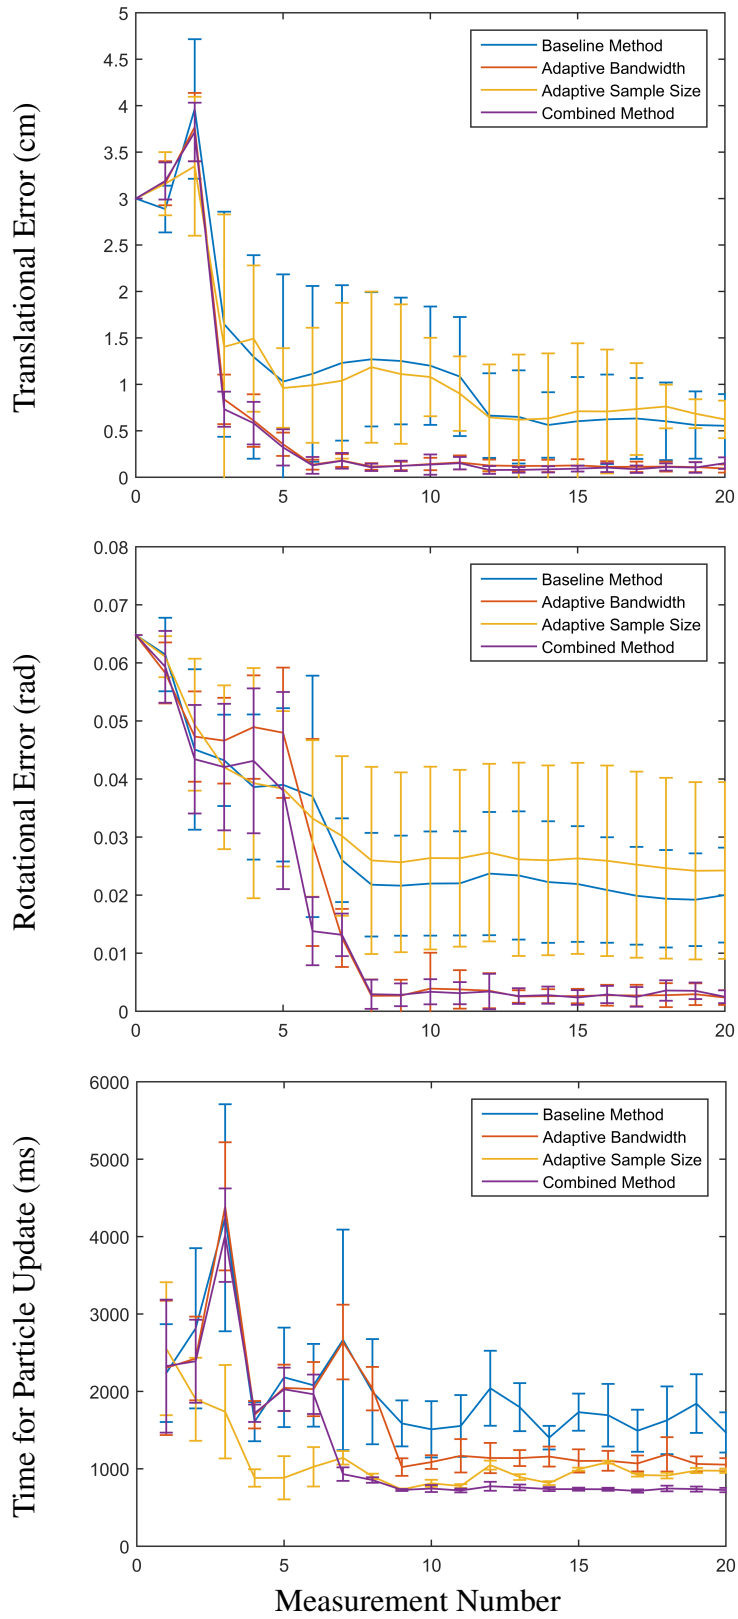 Translational Error (cm)
5
4.5
4
3.5
3
2.5
2
1.5
1
0.5
0
Baseline Method
Adaptive Bandwidth
Adaptive Sample Size
Combined Method
0 5 10 15 20
Rotational Error (rad)
0.08
0.07
0.06
0.05
0.04
0.03
0.02
0.01
0
Baseline Method
Adaptive Bandwidth
Adaptive Sample Size
Combined Method
0 5 10 15 20
Time for Particle Update (ms)
6000
5000
4000
3000
2000
1000
0
Baseline Method
Adaptive Bandwidth
Adaptive Sample Size
Combined Method
0 5 10 15 20
Measurement Number